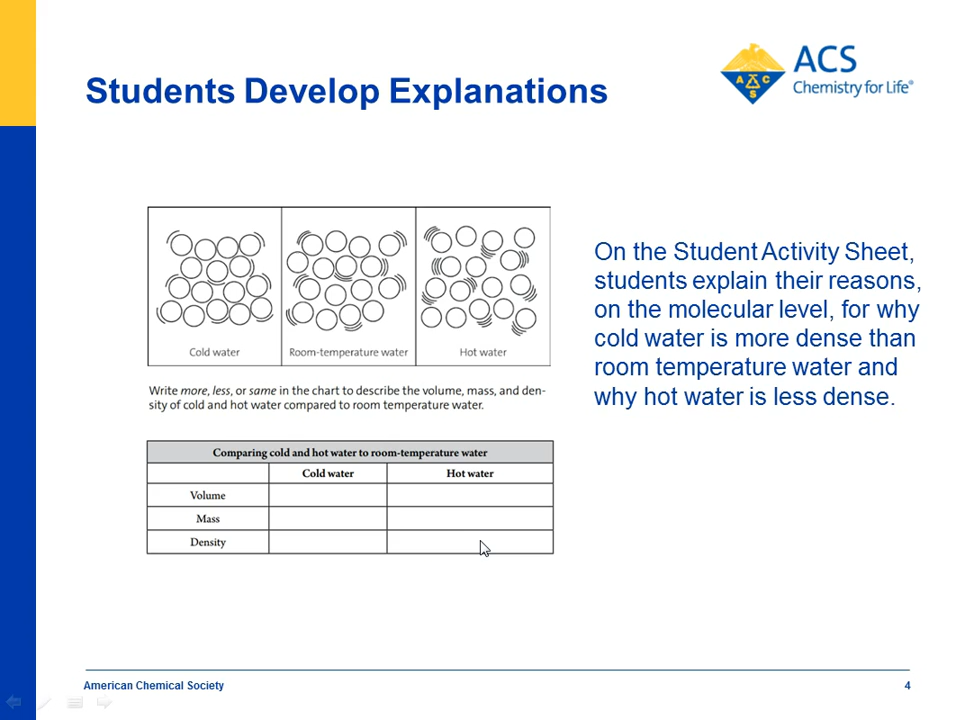 Students Develop Explanations
ACS
Chemistry for Life®
A C S
Cold water
Room-temperature water
Hot water
Write more, less, or same in the chart to describe the volume, mass, and den-
sity of cold and hot water compared to room temperature water.
Comparing cold and hot water to room-temperature water
Cold water
Hot water
Volume
Mass
Density
On the Student Activity Sheet,
students explain their reasons,
on the molecular level, for why
cold water is more dense than
room temperature water and
why hot water is less dense.
American Chemical Society
4